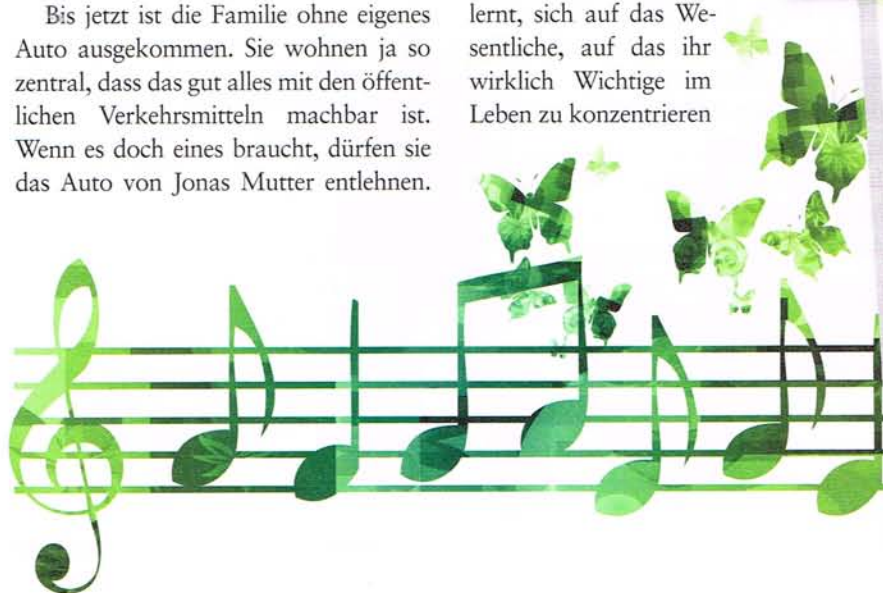 Bis jetzt ist die Familie ohne eigenes
Auto ausgekommen. Sie wohnen ja so
zentral, dass das gut alles mit den öffent-
lichen Verkehrsmitteln machbar ist.
Wenn es doch eines braucht, dürfen sie
das Auto von Jonas Mutter entlehnen.
lernt, sich auf das We-
sentliche, auf das ihr
wirklich Wichtige im
Leben zu konzentrieren